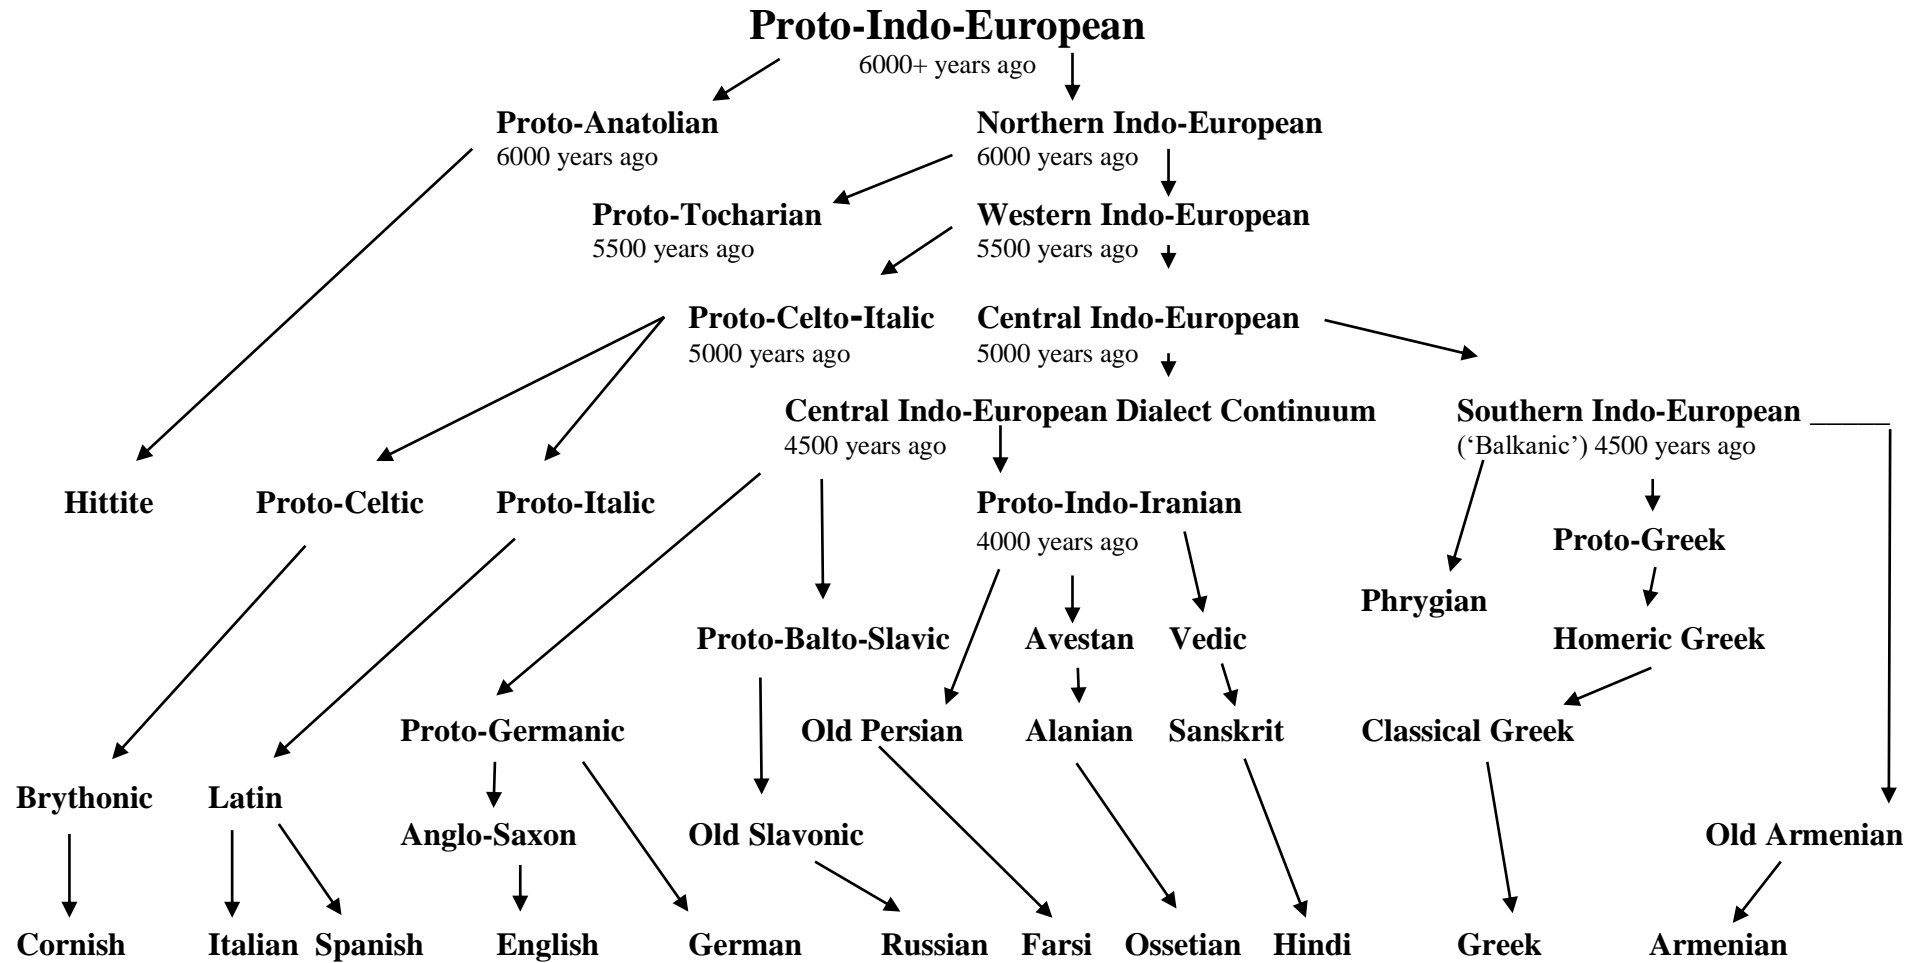 Proto-Indo-European
6000+ years ago
Proto-Anatolian
6000 years ago
Northern Indo-European
6000 years ago
Proto-Tocharian
5500 years ago
Western Indo-European
5500 years ago
Proto-Celto-Italic
5000 years ago
Central Indo-European
5000 years ago
Central Indo-European Dialect Continuum
4500 years ago
Southern Indo-European _____
(‘Balkanic’) 4500 years ago
Hittite
Proto-Celtic
Proto-Italic
Proto-Indo-Iranian
4000 years ago
Proto-Greek
Phrygian
Proto-Balto-Slavic
Avestan
Vedic
Homeric Greek
Proto-Germanic
Old Persian
Alanian
Sanskrit
Classical Greek
Brythonic
Latin
Anglo-Saxon
Old Slavonic
Old Armenian
Cornish
Italian
Spanish
English
German
Russian
Farsi
Ossetian
Hindi
Greek
Armenian